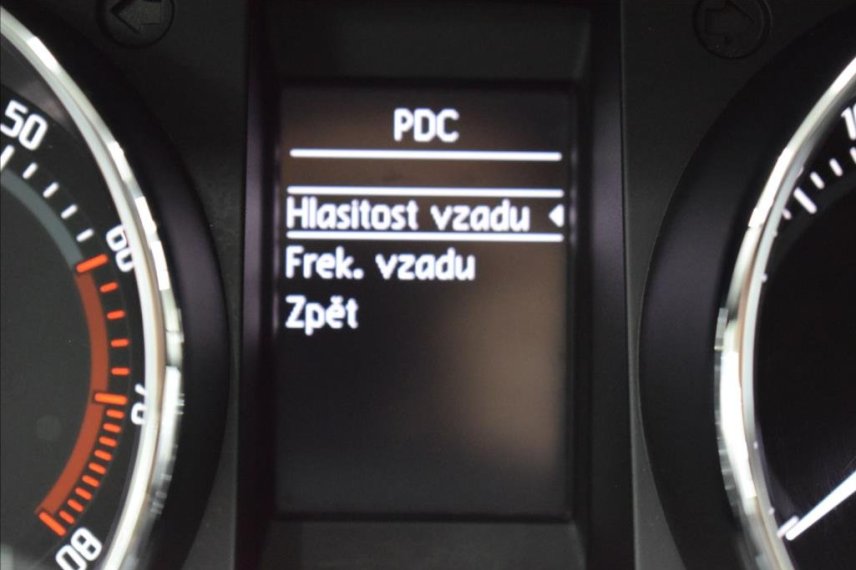 PDC
Hlasitost vzadu
Frek. vzadu
Zpět
50
60
70
80